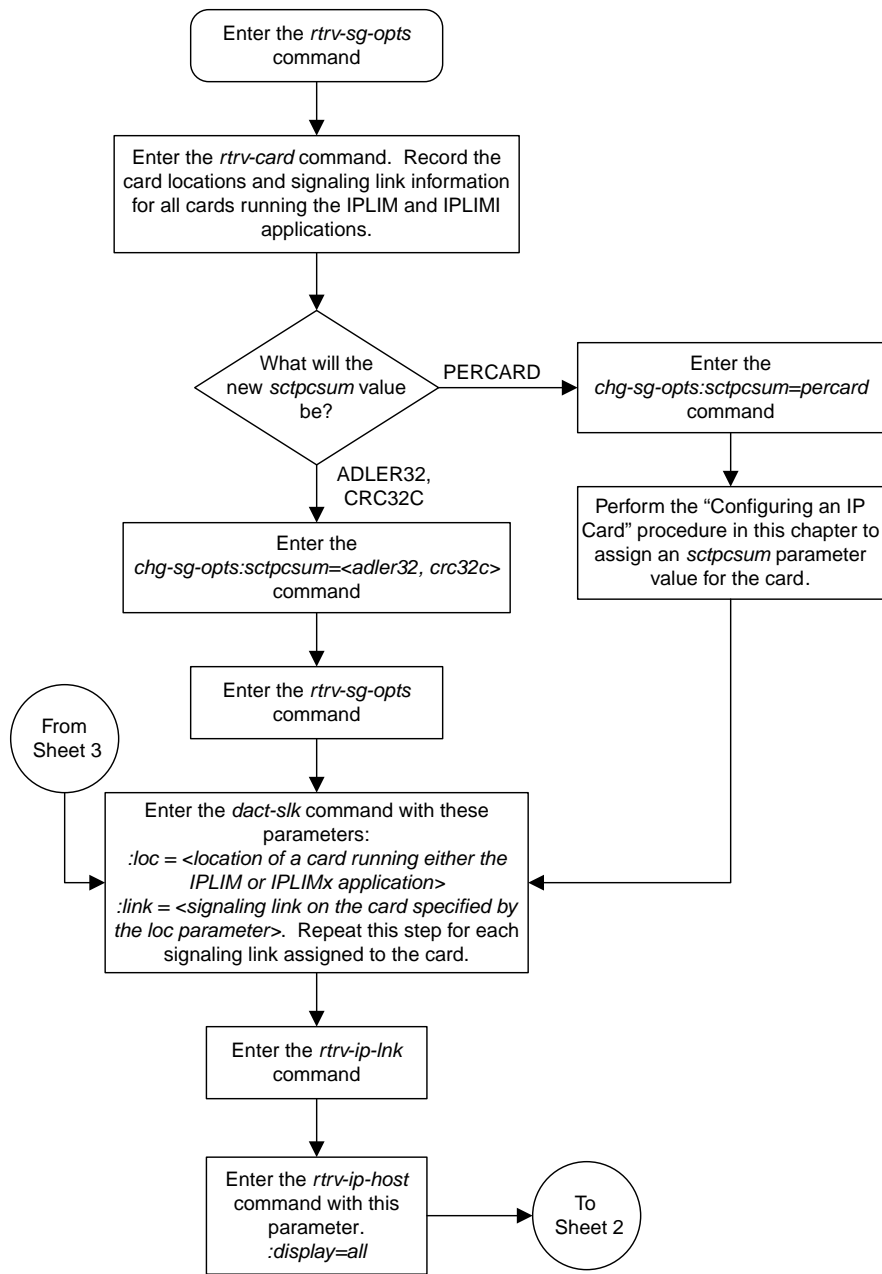 Enter the rtrv-sg-opts
command
Enter the rtrv-card command.  Record the
card locations and signaling link information
for all cards running the IPLIM and IPLIMI
applications.
What will the
new sctpcsum value
be?
PERCARD
Enter the
chg-sg-opts:sctpcsum=percard
command
Perform the “Configuring an IP
Card” procedure in this chapter to
assign an sctpcsum parameter
value for the card.
ADLER32,
CRC32C
Enter the
chg-sg-opts:sctpcsum=<adler32, crc32c>
command
Enter the rtrv-sg-opts
command
From
Sheet 3
Enter the dact-slk command with these
parameters:
:loc = <location of a card running either the
IPLIM or IPLIMx application>
:link = <signaling link on the card specified by
the loc parameter>.  Repeat this step for each
signaling link assigned to the card.
Enter the rtrv-ip-lnk
command
Enter the rtrv-ip-host
command with this
parameter.
:display=all
To
Sheet 2